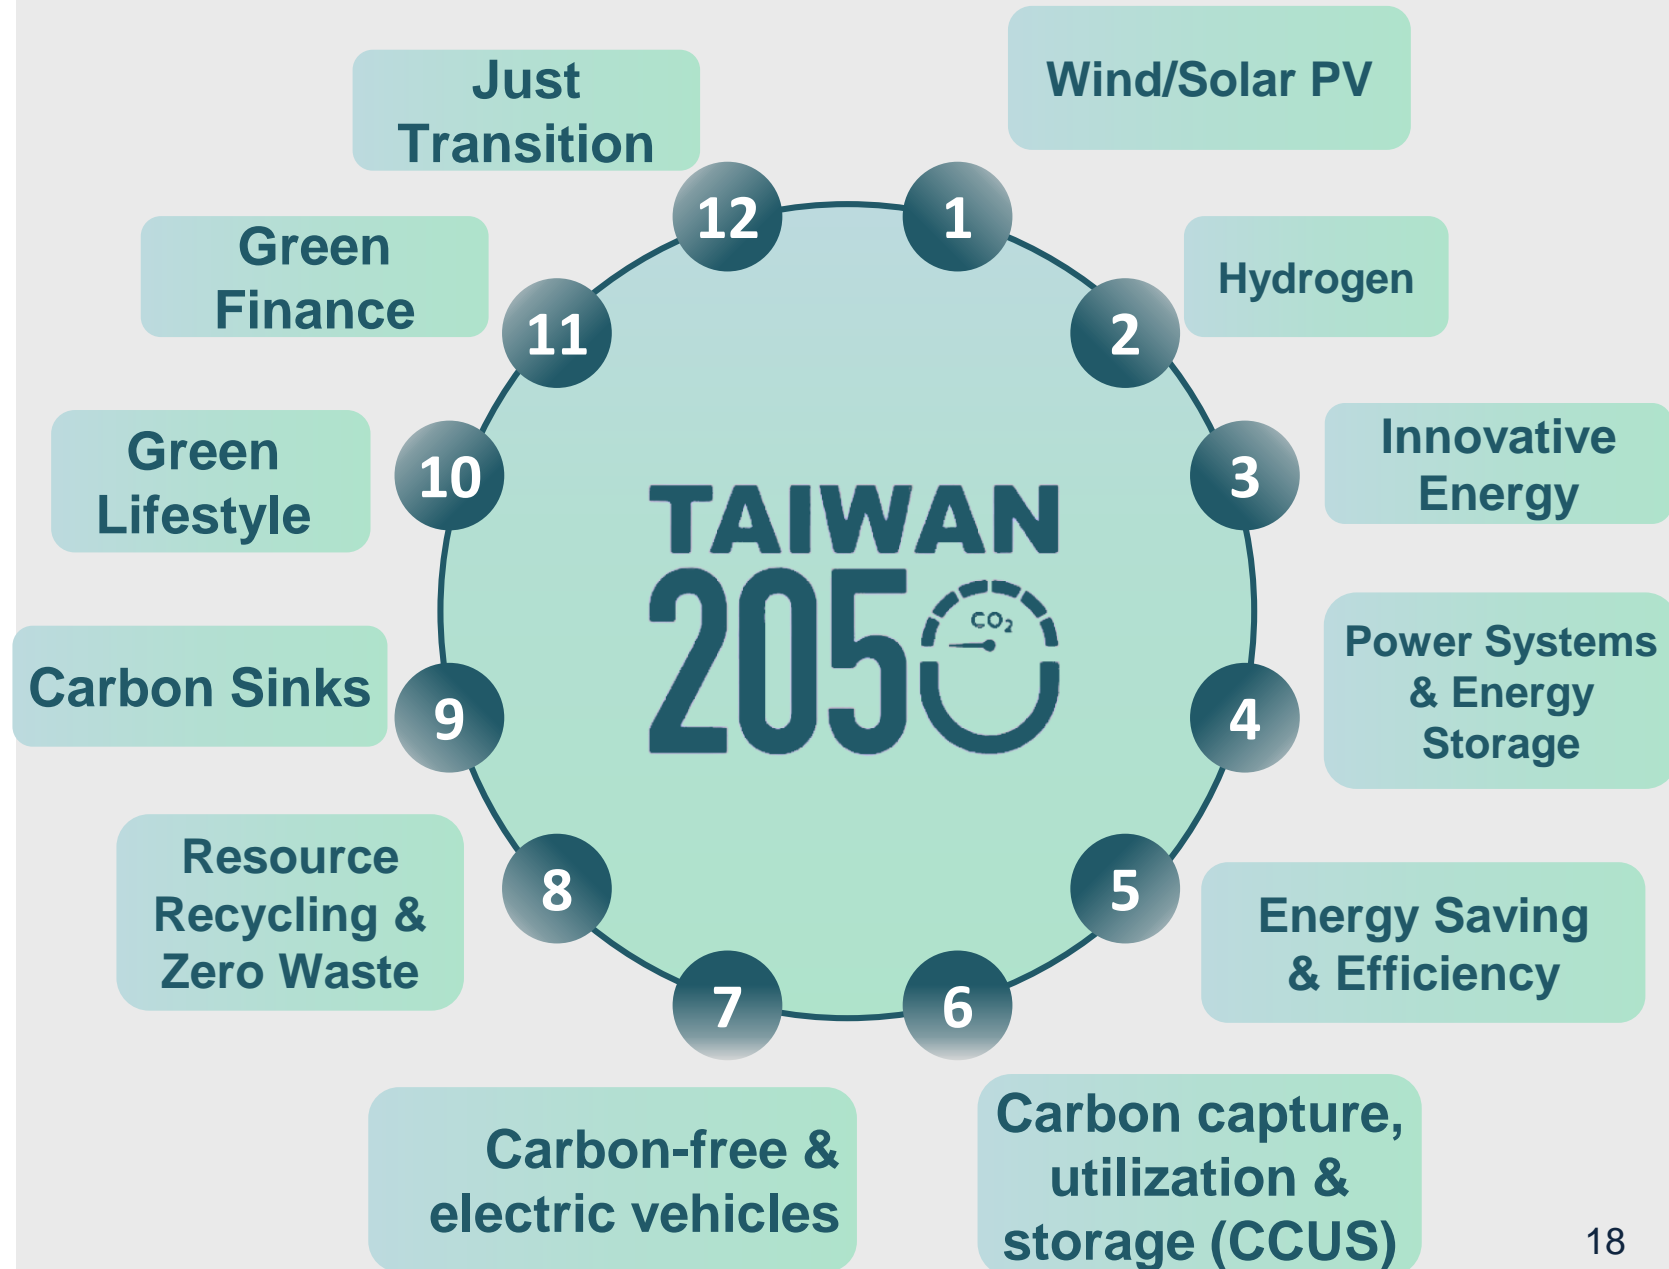 Just
Transition
Wind/Solar PV
12
1
Green
Finance
Hydrogen
11
2
Green
Lifestyle
Innovative
Energy
10
3
TAIWAN
2050
CO₂
Carbon Sinks
Power Systems
& Energy
Storage
9
4
Resource
Recycling &
Zero Waste
8
5
Energy Saving
& Efficiency
7
6
Carbon-free &
electric vehicles
Carbon capture,
utilization &
storage (CCUS)
18